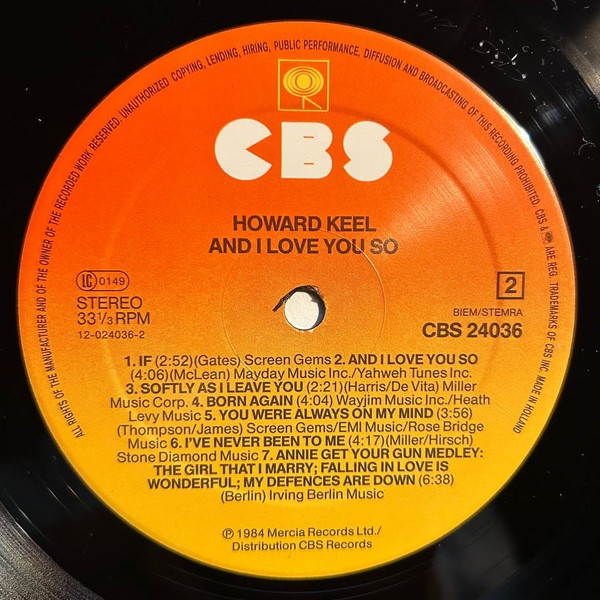 ALL RIGHTS OF THE MANUFACTURER AND OF THE OWNER OF THE RECORDED WORK RESERVED. UNAUTHORIZED COPYING, LENDING, HIRING, PUBLIC PERFORMANCE, DIFFUSION AND BROADCASTING OF THIS RECORDING PROHIBITED. CBS & ARE REG. TRADEMARKS OF CBS INC. MADE IN HOLLAND
CBS
HOWARD KEEL
AND I LOVE YOU SO
LC 0149
STEREO
33 1/3 RPM
12-024036-2
2
BIEM/STEMRA
CBS 24036
1. IF (2:52)(Gates) Screen Gems 2. AND I LOVE YOU SO
(4:06)(McLean) Mayday Music Inc./Yahweh Tunes Inc.
3. SOFTLY AS I LEAVE YOU (2:21)(Harris/De Vita) Miller
Music Corp. 4. BORN AGAIN (4:04) Wayjim Music Inc./Heath
Levy Music 5. YOU WERE ALWAYS ON MY MIND (3:56)
(Thompson/James) Screen Gems/EMI Music/Rose Bridge
Music 6. I'VE NEVER BEEN TO ME (4:17)(Miller/Hirsch)
Stone Diamond Music 7. ANNIE GET YOUR GUN MEDLEY:
THE GIRL THAT I MARRY; FALLING IN LOVE IS
WONDERFUL; MY DEFENCES ARE DOWN (6:38)
(Berlin) Irving Berlin Music
℗ 1984 Mercia Records Ltd./
Distribution CBS Records